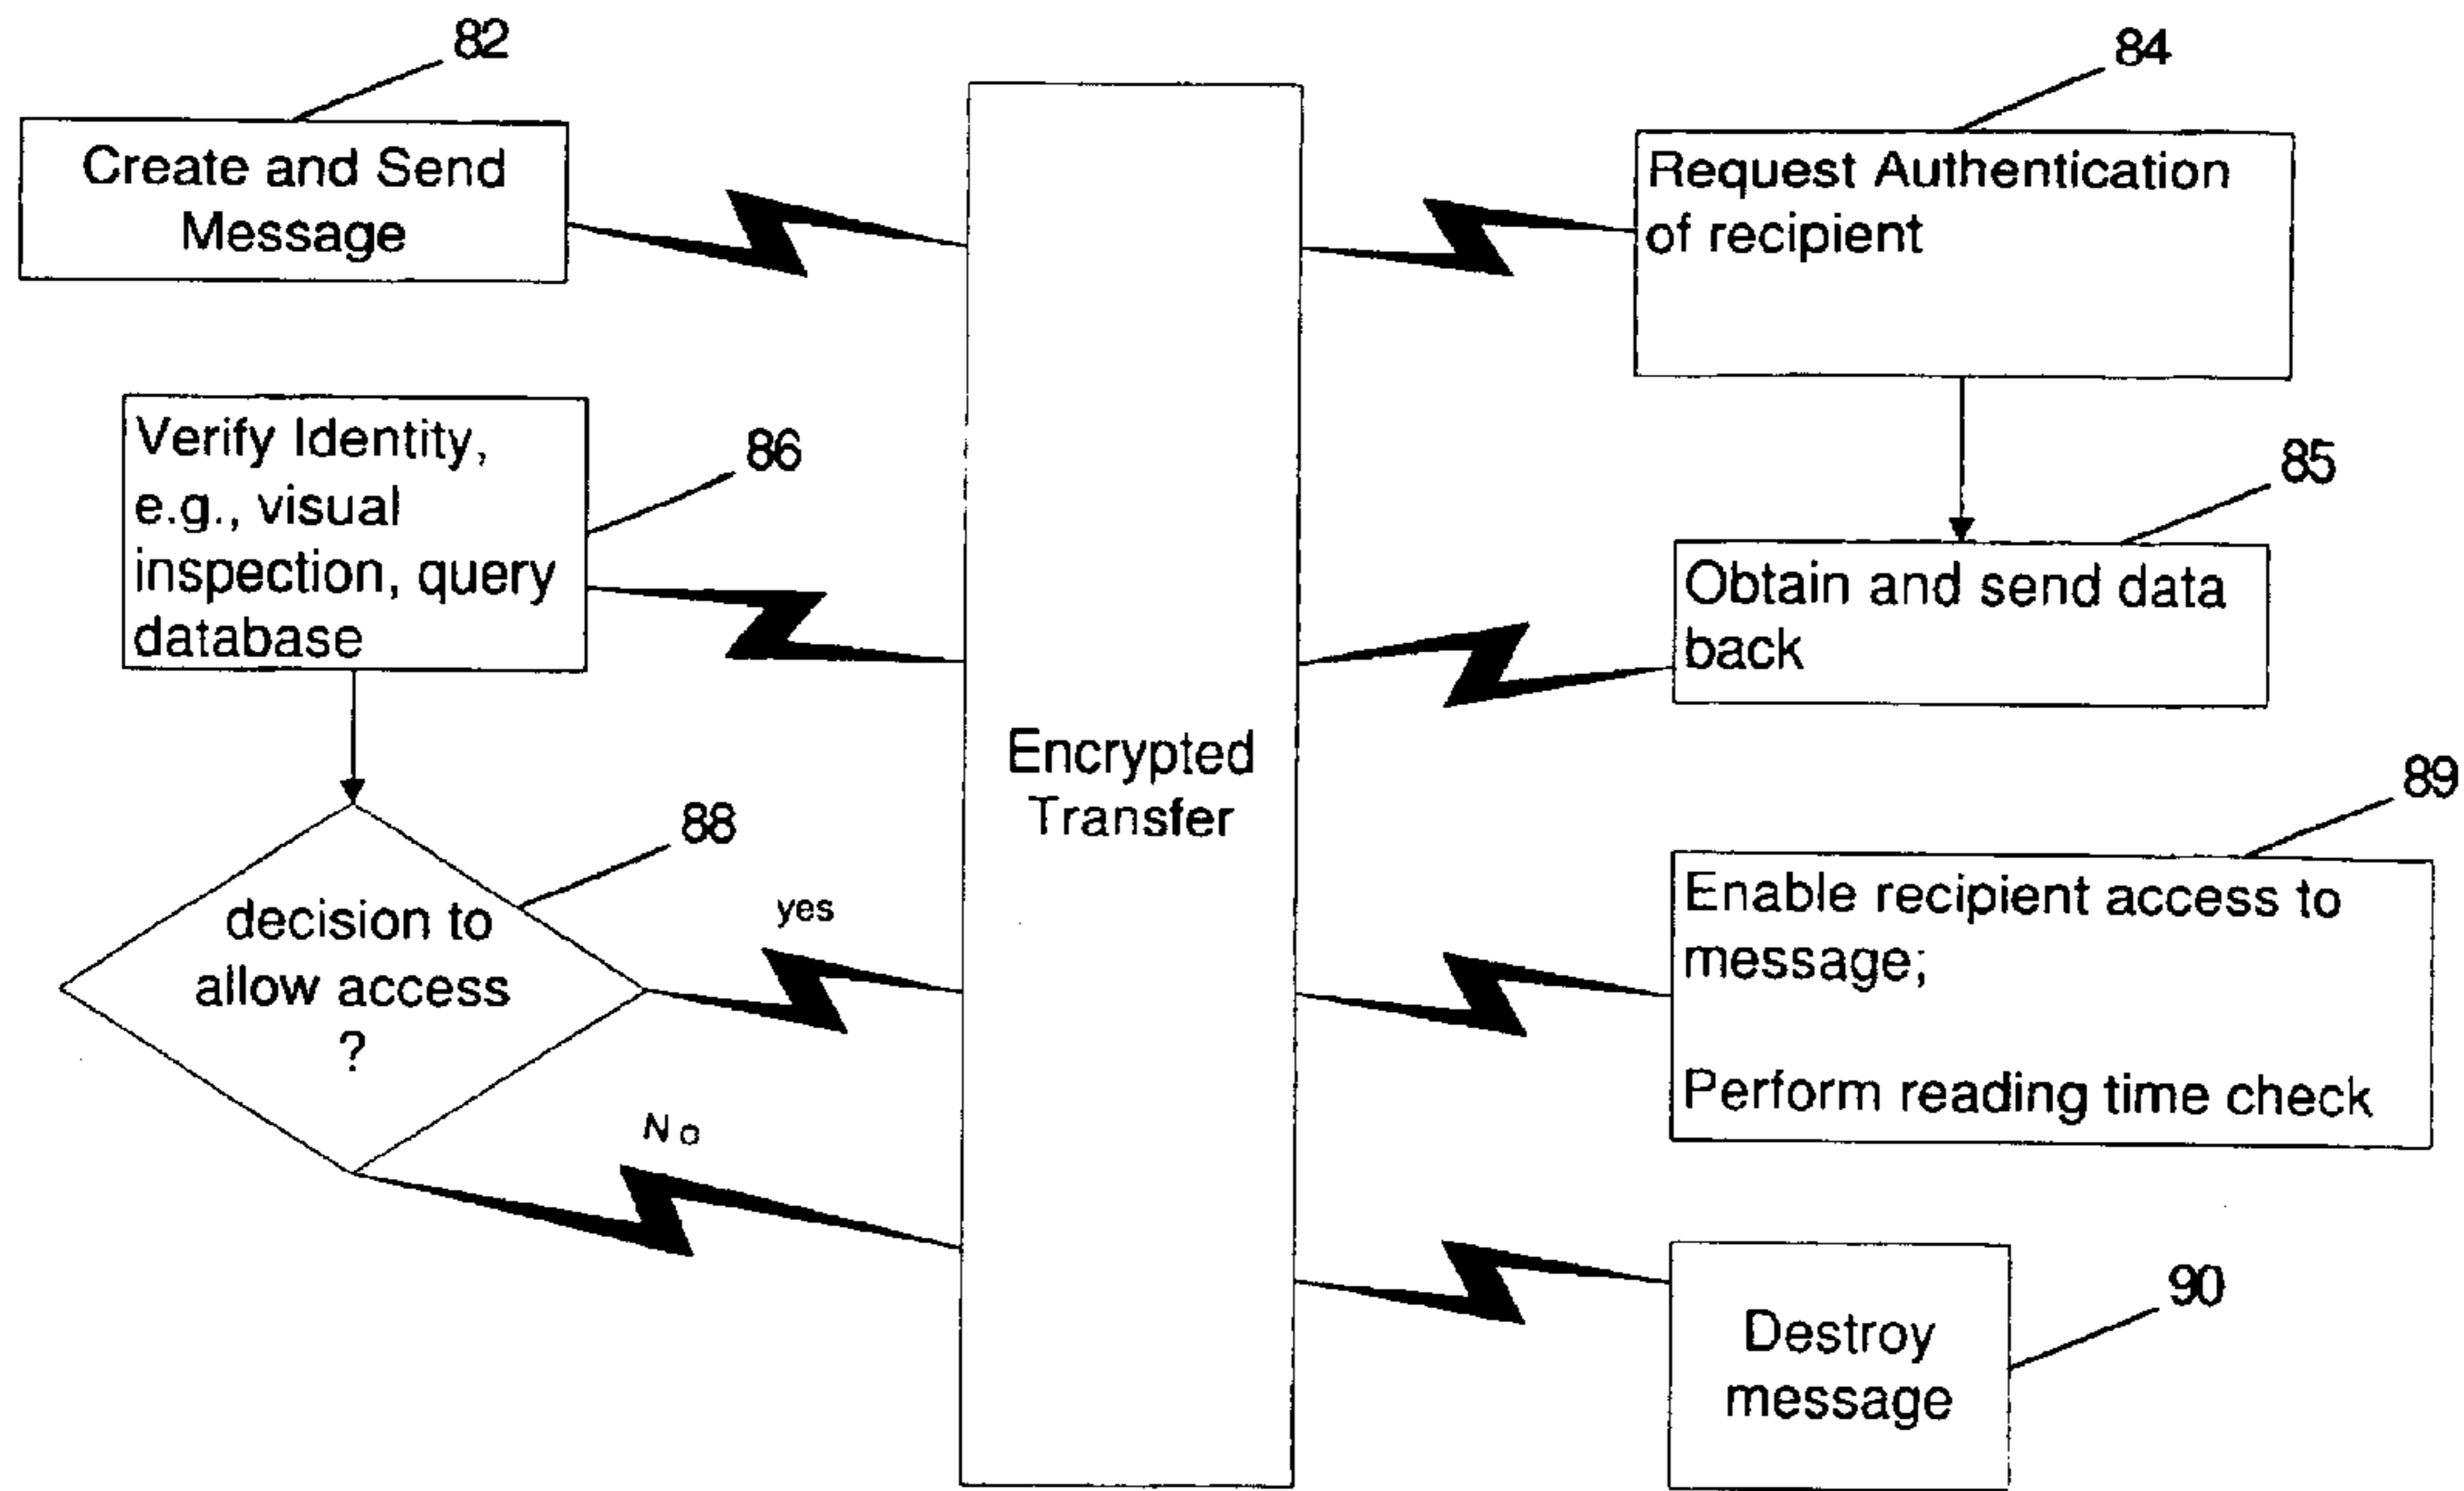 82
Create and Send
Message
84
Request Authentication
of recipient
86
Verify Identity,
e.g., visual
inspection, query
database
85
Obtain and send data
back
Encrypted
Transfer
88
decision to
allow access
?
yes
No
89
Enable recipient access to
message;
Perform reading time check
90
Destroy
message